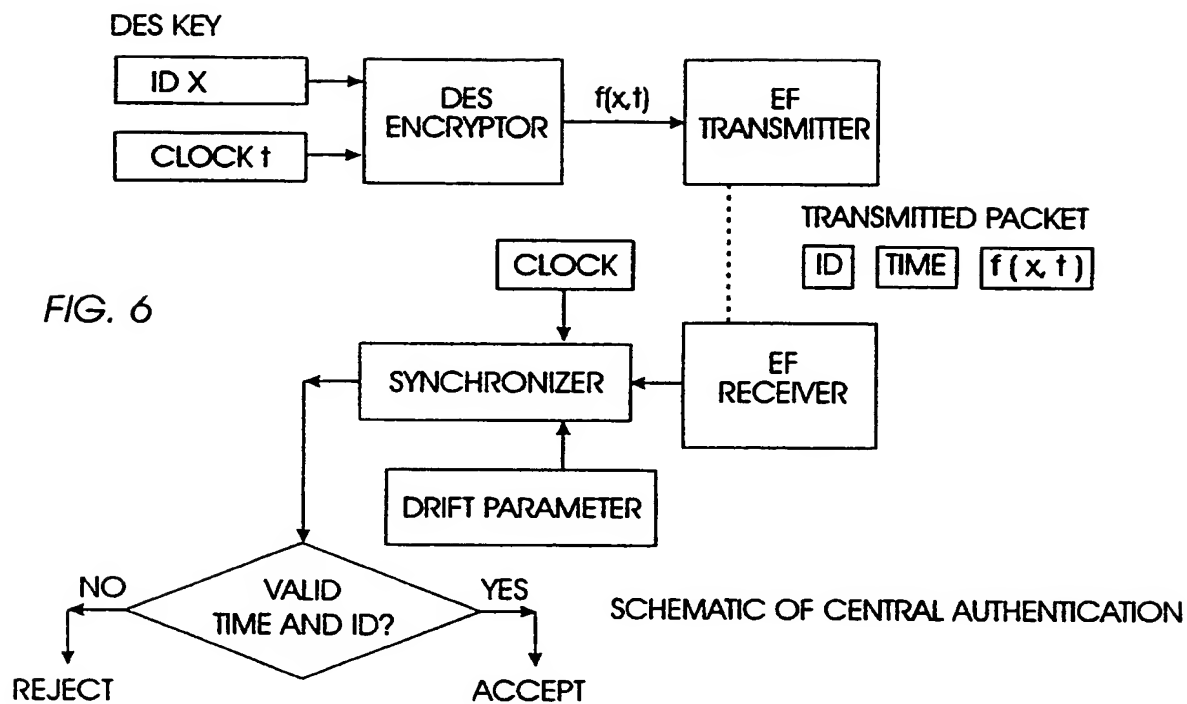 DES KEY
ID X
CLOCK t
DES
ENCRYPTOR
f(x,t)
EF
TRANSMITTER
TRANSMITTED PACKET
ID
TIME
f ( x, t )
CLOCK
FIG. 6
SYNCHRONIZER
EF
RECEIVER
DRIFT PARAMETER
NO
VALID
TIME AND ID?
YES
SCHEMATIC OF CENTRAL AUTHENTICATION
REJECT
ACCEPT